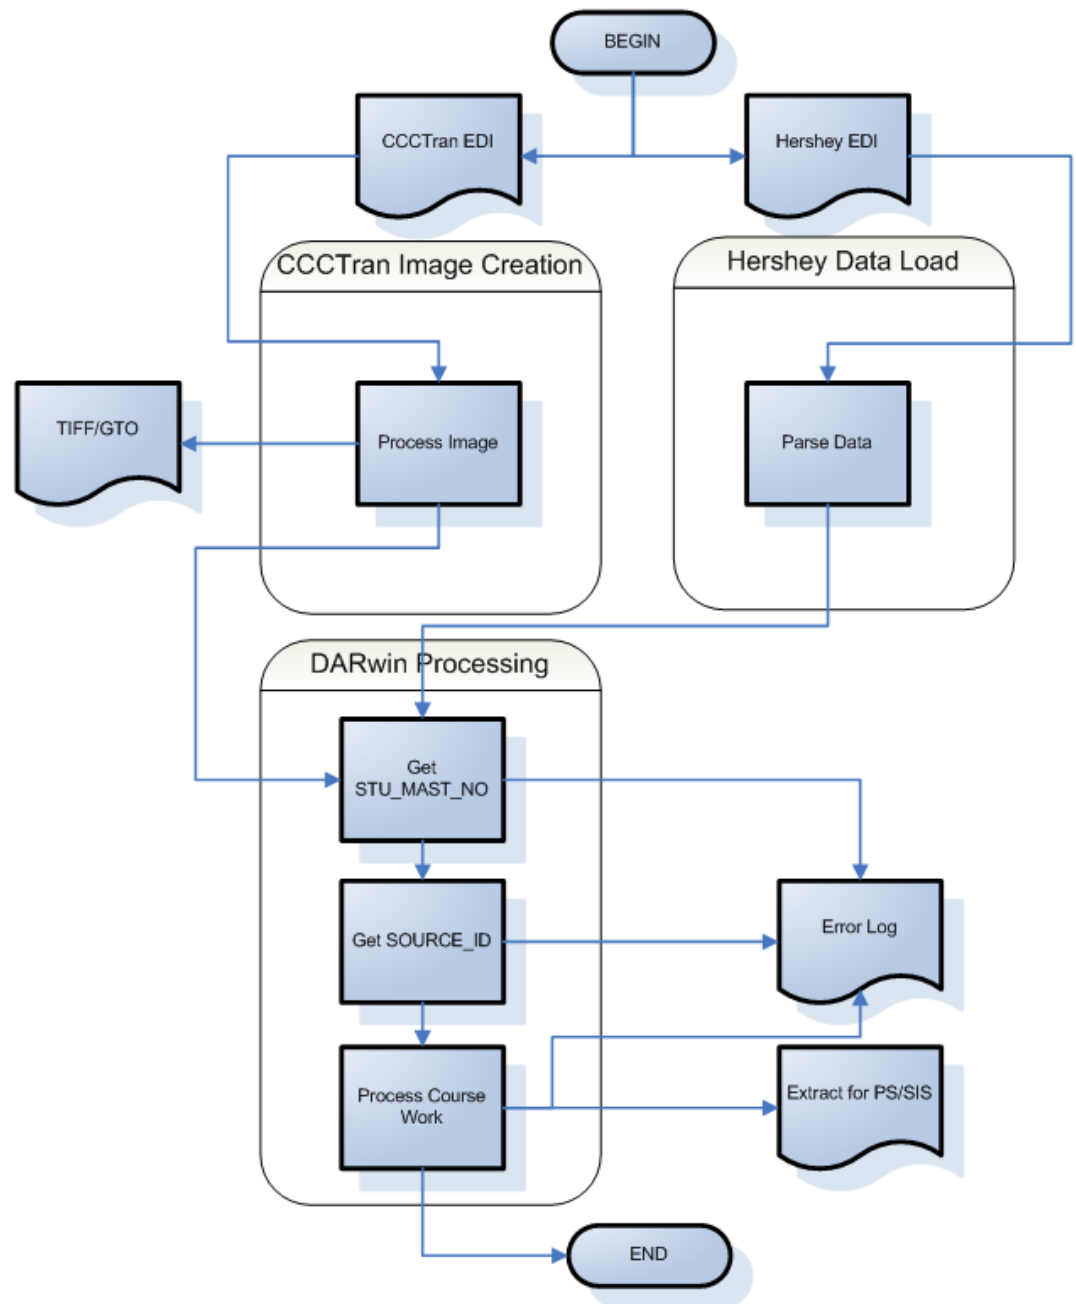 BEGIN
CCCTran EDI
Hershey EDI
CCCTran Image Creation
Hershey Data Load
TIFF/GTO
Process Image
Parse Data
DARwin Processing
Get
STU_MAST_NO
Get SOURCE_ID
Error Log
Process Course
Work
Extract for PS/SIS
END